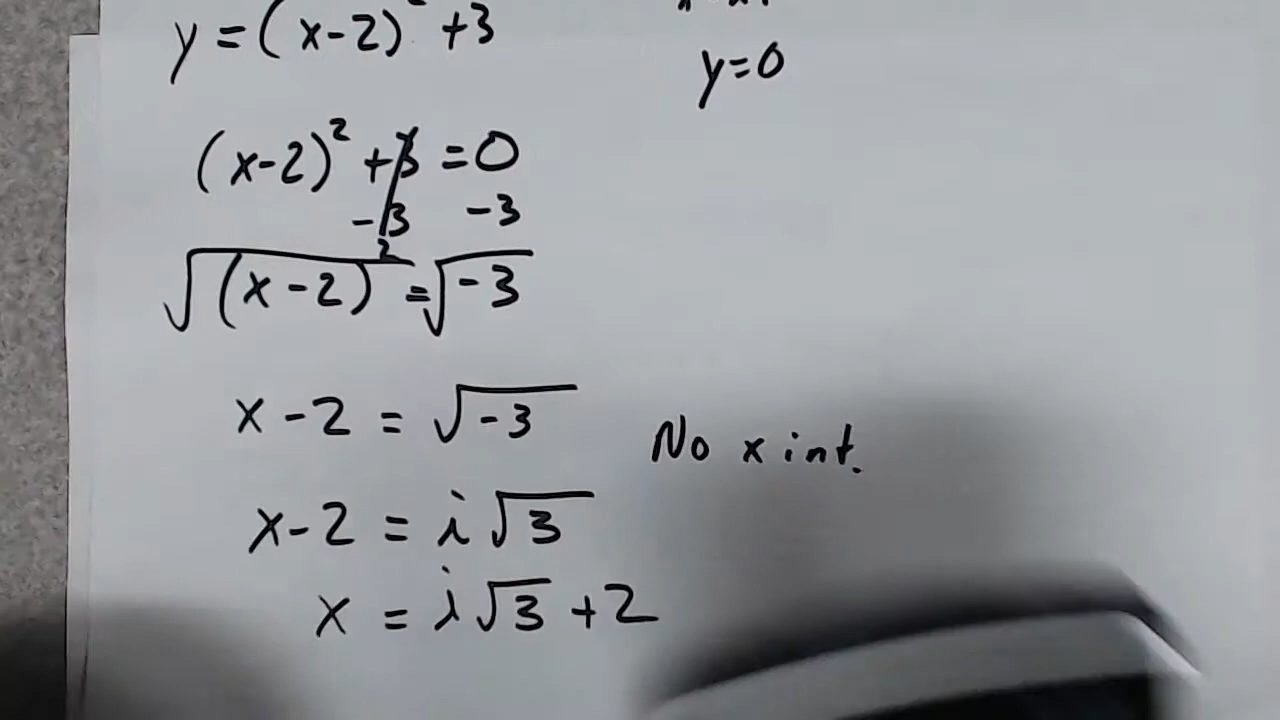 y = (x-2)² + 3
y = 0
(x-2)² + 3 = 0
-3 -3
√(x-2)² = √-3
x - 2 = √-3
No x int.
x - 2 = i√3
x = i√3 + 2